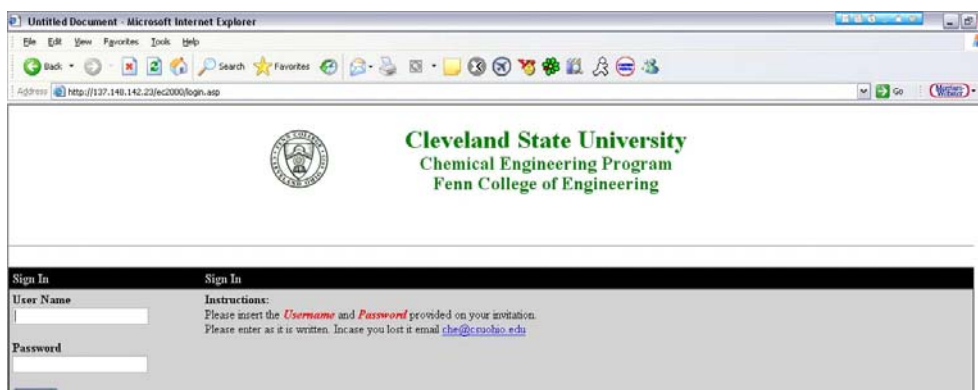 Untitled Document - Microsoft Internet Explorer
File Edit View Favorites Tools Help
Back Search Favorites
Address http://137.148.142.23/ec2000/login.asp Go
Cleveland State University
Chemical Engineering Program
Fenn College of Engineering
Sign In Sign In
User Name Instructions:
Please insert the Username and Password provided on your invitation.
Please enter as it is written. Incase you lost it email che@csuohio.edu
Password